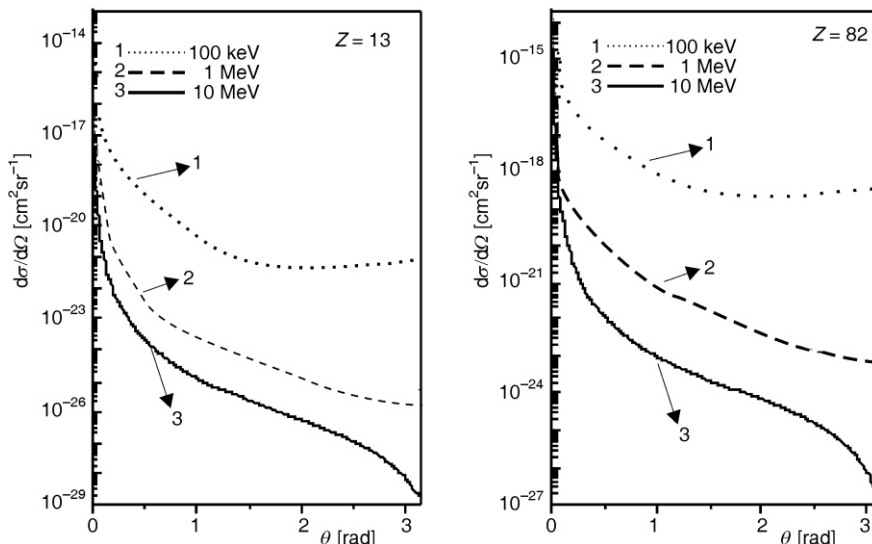 Z = 13
1 100 keV
2 1 MeV
3 10 MeV
dσ/dΩ [cm²sr⁻¹]
10⁻¹⁴
10⁻¹⁷
10⁻²⁰
10⁻²³
10⁻²⁶
10⁻²⁹
1
2
3
0 1 2 3
θ [rad]
Z = 82
1 100 keV
2 1 MeV
3 10 MeV
dσ/dΩ [cm²sr⁻¹]
10⁻¹⁵
10⁻¹⁸
10⁻²¹
10⁻²⁴
10⁻²⁷
1
2
3
0 1 2 3
θ [rad]